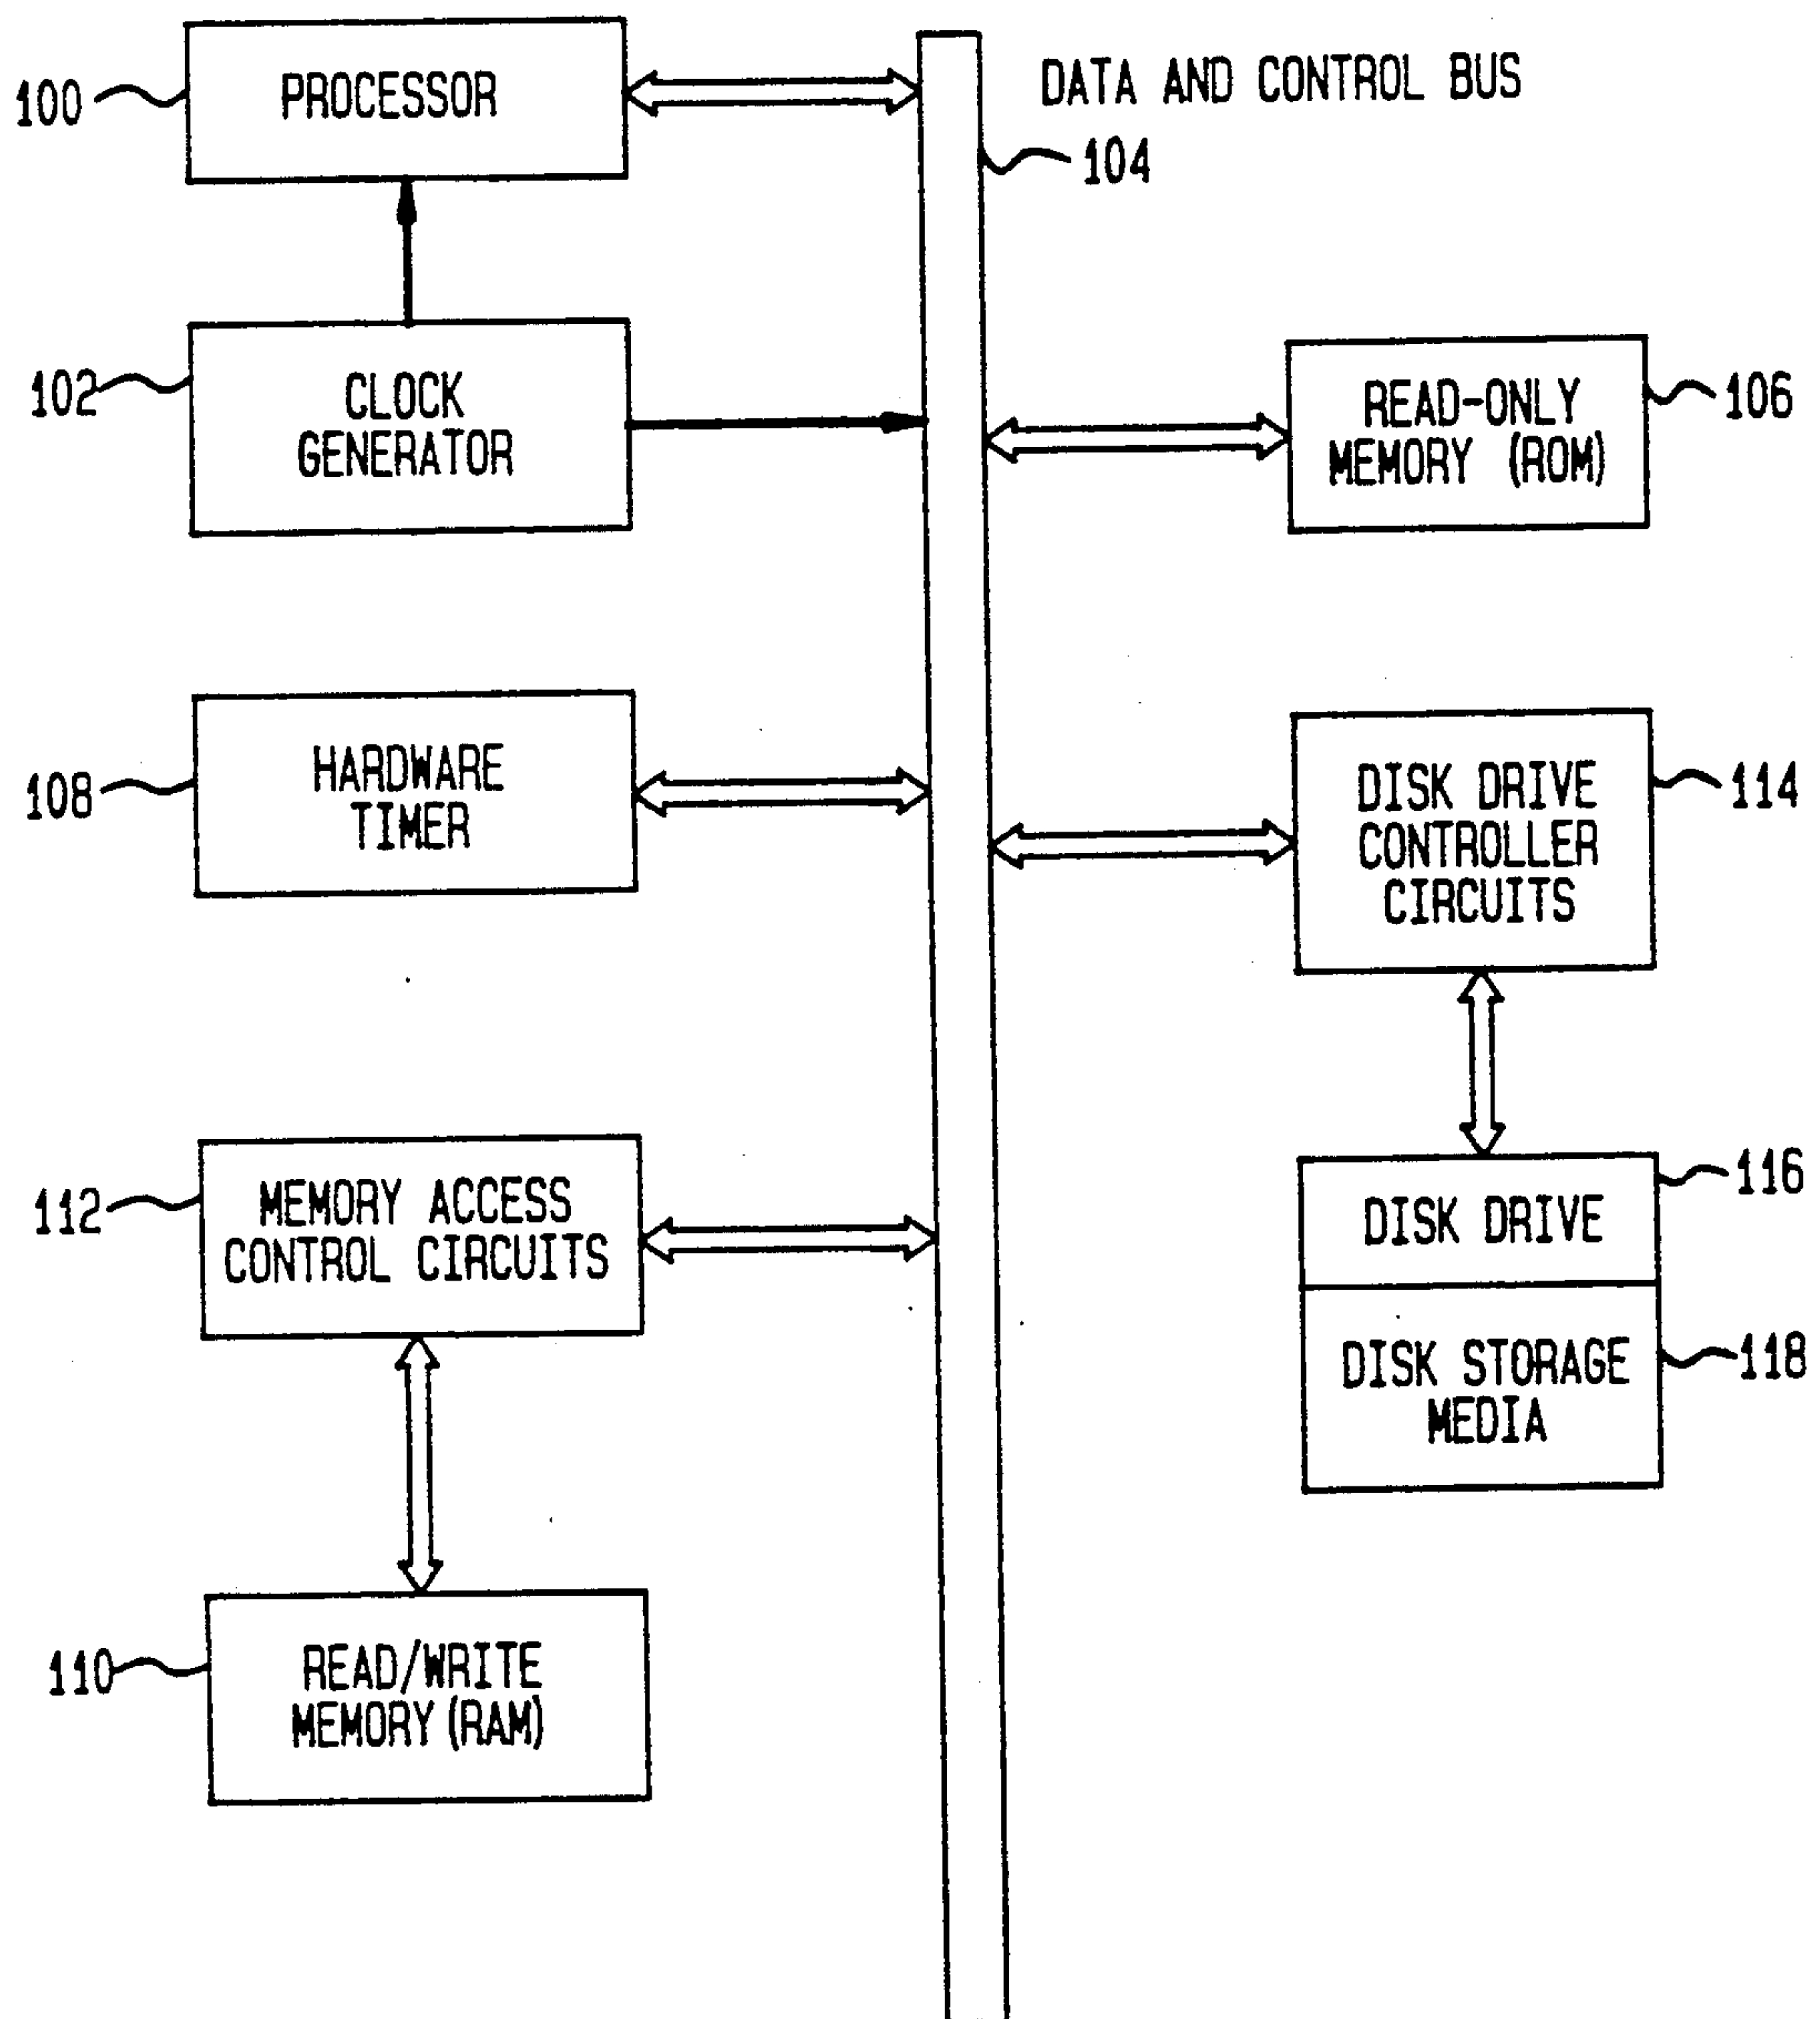 100
PROCESSOR
DATA AND CONTROL BUS
104
102
CLOCK
GENERATOR
READ-ONLY
MEMORY (ROM)
106
108
HARDWARE
TIMER
DISK DRIVE
CONTROLLER
CIRCUITS
114
112
MEMORY ACCESS
CONTROL CIRCUITS
DISK DRIVE
116
DISK STORAGE
MEDIA
118
110
READ/WRITE
MEMORY (RAM)